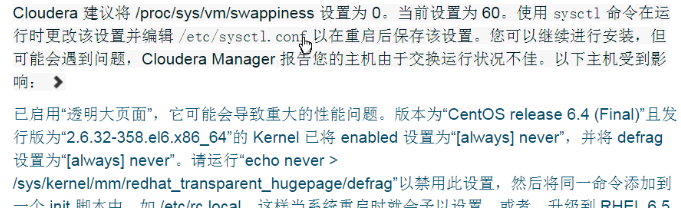 Cloudera 建议将 /proc/sys/vm/swappiness 设置为 0。当前设置为 60。使用 sysctl 命令在运
行时更改该设置并编辑 /etc/sysctl.conf 以在重启后保存该设置。您可以继续进行安装，但
可能会遇到问题，Cloudera Manager 报告您的主机由于交换运行状况不佳。以下主机受到影
响：
已启用“透明大页面”，它可能会导致重大的性能问题。版本为“CentOS release 6.4 (Final)”且发
行版为“2.6.32-358.el6.x86_64”的 Kernel 已将 enabled 设置为“[always] never”，并将 defrag
设置为“[always] never”。请运行“echo never >
/sys/kernel/mm/redhat_transparent_hugepage/defrag”以禁用此设置，然后将同一命令添加到
一个 init 脚本中，如 /etc/rc.local，这样当系统重启时就会予以设置。或者，升级到 RHEL 6.5